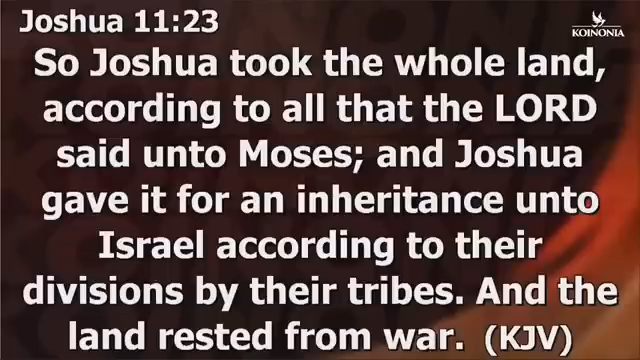 Joshua 11:23
KOINONIA
So Joshua took the whole land,
according to all that the LORD
said unto Moses; and Joshua
gave it for an inheritance unto
Israel according to their
divisions by their tribes. And the
land rested from war. (KJV)